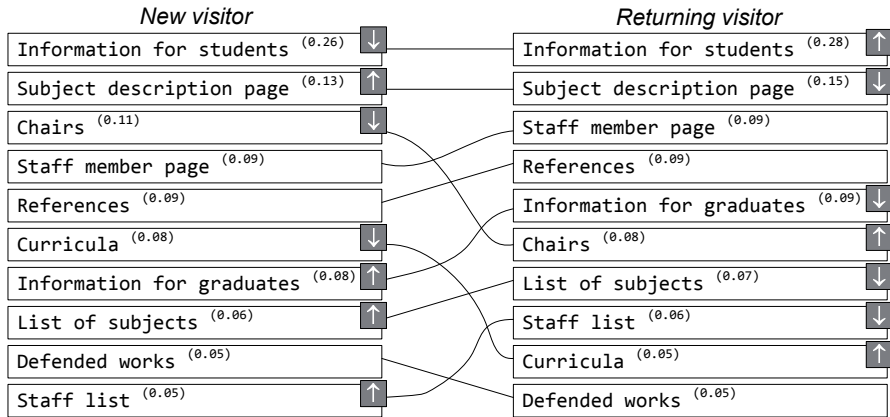 New visitor
Information for students (0.26) ↓
Subject description page (0.13) ↑
Chairs (0.11) ↓
Staff member page (0.09)
References (0.09)
Curricula (0.08) ↓
Information for graduates (0.08) ↑
List of subjects (0.06) ↑
Defended works (0.05)
Staff list (0.05) ↑
Returning visitor
Information for students (0.28) ↑
Subject description page (0.15) ↓
Staff member page (0.09)
References (0.09)
Information for graduates (0.09) ↓
Chairs (0.08) ↑
List of subjects (0.07) ↓
Staff list (0.06) ↓
Curricula (0.05) ↑
Defended works (0.05)